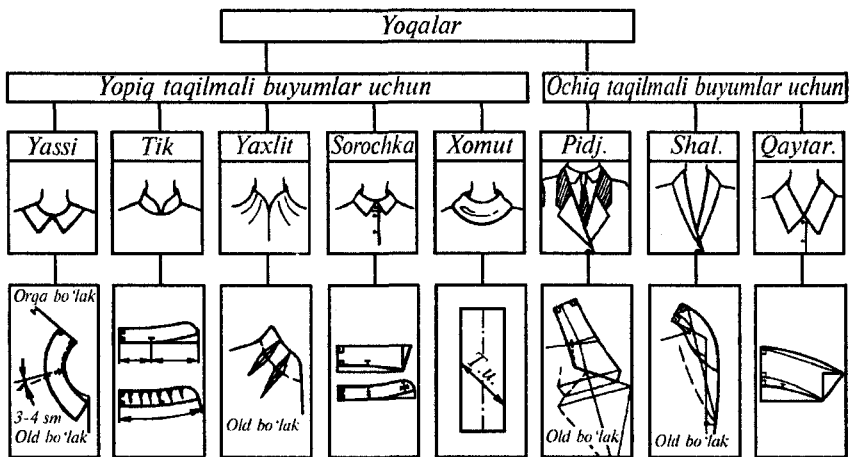 Yoqalar
Yopiq taqilmali buyumlar uchun
Ochiq taqilmali buyumlar uchun
Yassi
Tik
Yaxlit
Sorochka
Xomut
Pidj.
Shal.
Qaytar.
Orqa bo‘lak
3-4 sm
Old bo‘lak
Old bo‘lak
T.u.
Old bo‘lak
Old bo‘lak